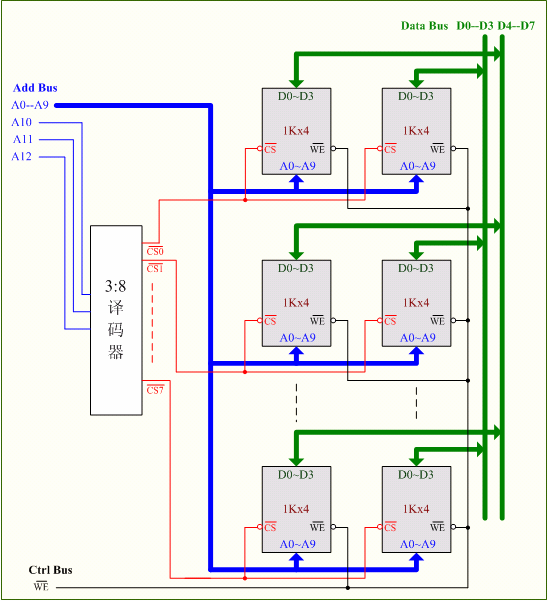 Data Bus D0--D3 D4--D7
Add Bus
A0--A9
A10
A11
A12
D0~D3
1Kx4
CS WE
A0~A9
D0~D3
1Kx4
CS WE
A0~A9
3:8
译
码
器
CS0
CS1
CS7
D0~D3
1Kx4
CS WE
A0~A9
D0~D3
1Kx4
CS WE
A0~A9
D0~D3
1Kx4
CS WE
A0~A9
D0~D3
1Kx4
CS WE
A0~A9
Ctrl Bus
WE